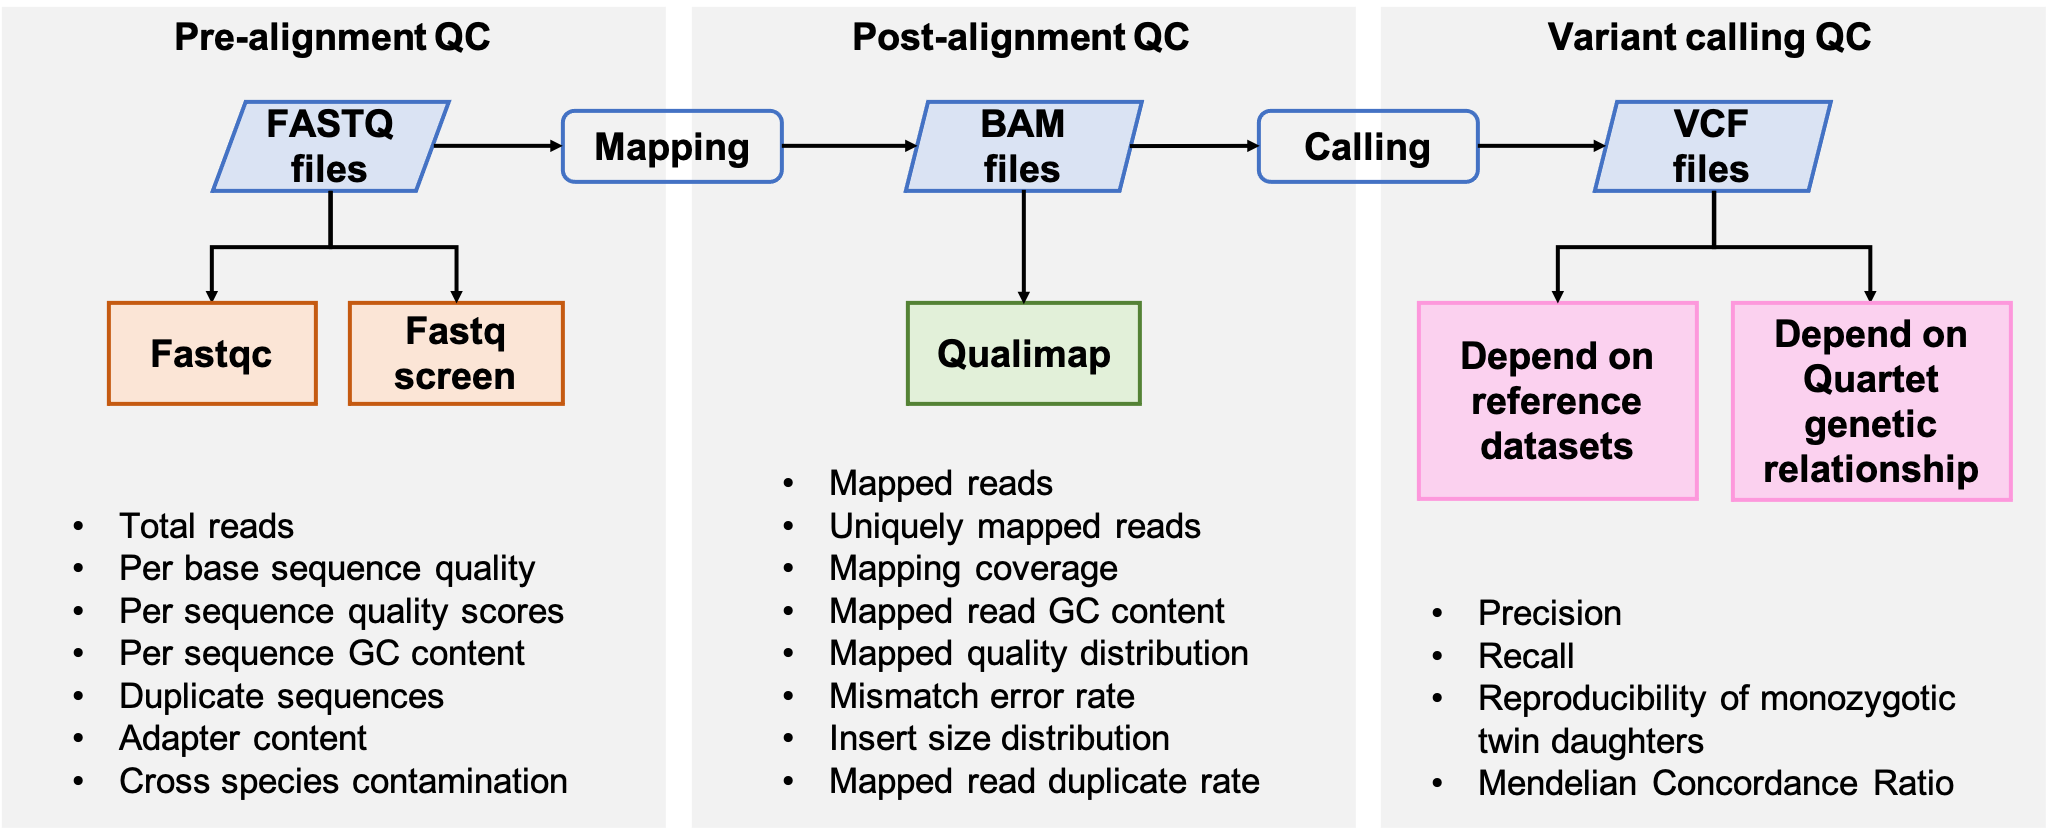 Pre-alignment QC
FASTQ
files
Mapping
Fastqc
Fastq
screen
• Total reads
• Per base sequence quality
• Per sequence quality scores
• Per sequence GC content
• Duplicate sequences
• Adapter content
• Cross species contamination
Post-alignment QC
BAM
files
Calling
Qualimap
• Mapped reads
• Uniquely mapped reads
• Mapping coverage
• Mapped read GC content
• Mapped quality distribution
• Mismatch error rate
• Insert size distribution
• Mapped read duplicate rate
Variant calling QC
VCF
files
Depend on
reference
datasets
Depend on
Quartet
genetic
relationship
• Precision
• Recall
• Reproducibility of monozygotic
twin daughters
• Mendelian Concordance Ratio